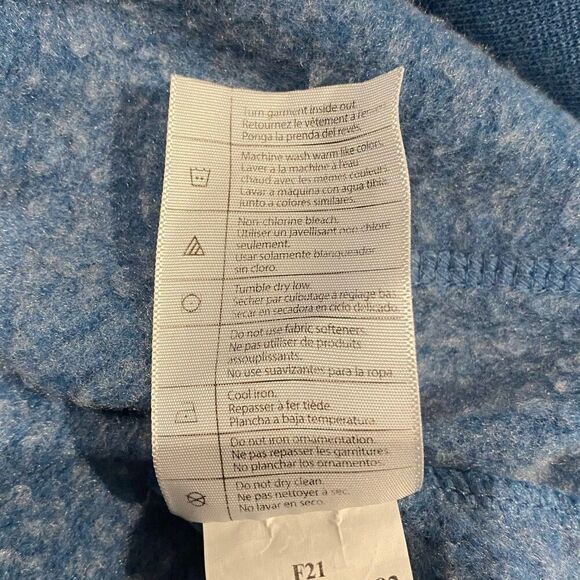 Turn garment inside out.
Retournez le vêtement à l'envers.
Ponga la prenda del revés.
Machine wash warm like colors.
Laver à la machine à l'eau
chaud avec les mêmes couleurs.
Lavar a máquina con agua tibia
junto a colores similares.
Non-chlorine bleach.
Utiliser un javellisant non chloré
seulement.
Usar solamente blanqueador
sin cloro.
Tumble dry low.
Sécher par culbutage à réglage bas.
Secar en secadora en ciclo delicado.
Do not use fabric softeners.
Ne pas utiliser de produits
assouplissants.
No use suavizantes para la ropa.
Cool iron.
Repasser à fer tiède.
Plancha a baja temperatura.
Do not iron ornamentation.
Ne pas repasser les garnitures.
No planchar los ornamentos.
Do not dry clean.
Ne pas nettoyer à sec.
No lavar en seco.
F21